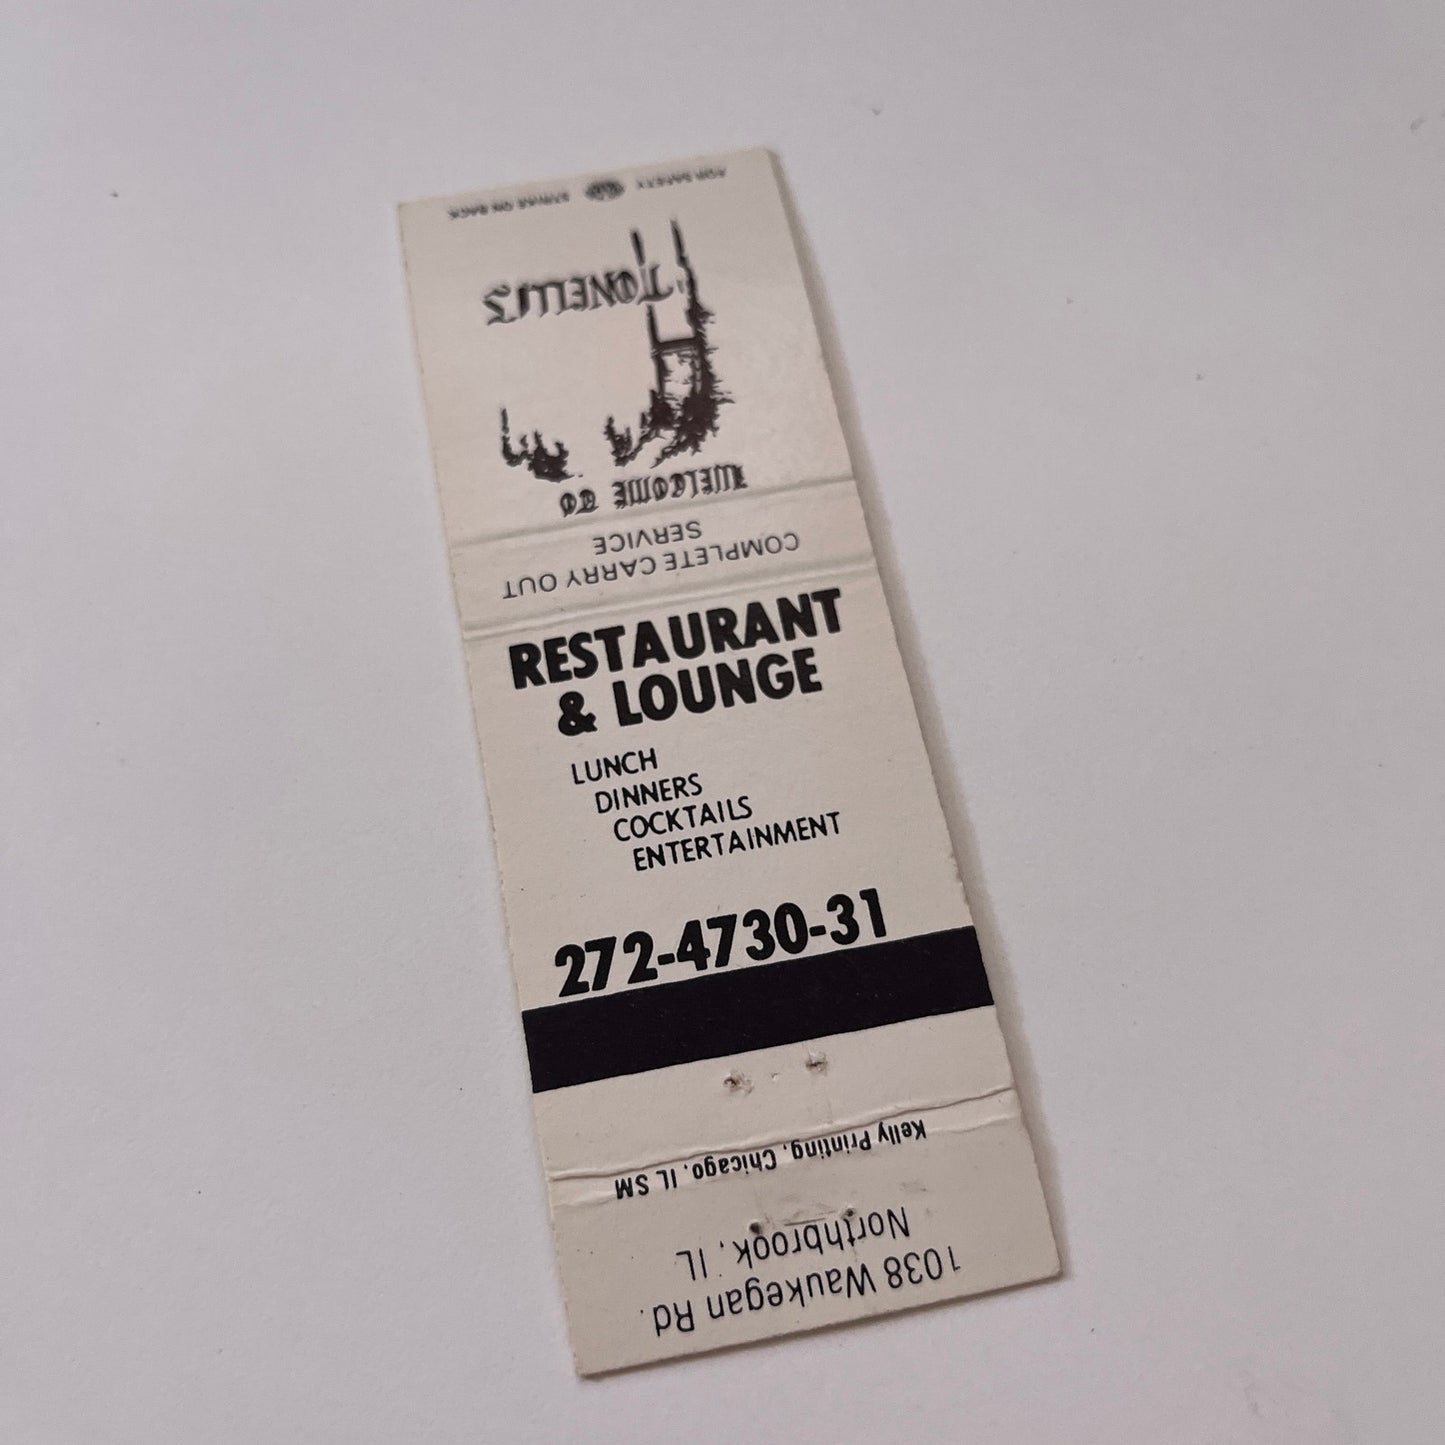 FOR SAFETY STRIKE ON BACK
WELCOME TO
TONELLI'S
COMPLETE CARRY OUT
SERVICE
RESTAURANT
& LOUNGE
LUNCH
DINNERS
COCKTAILS
ENTERTAINMENT
272-4730-31
Kelly Printing, Chicago, IL SM
1038 Waukegan Rd.
Northbrook, IL